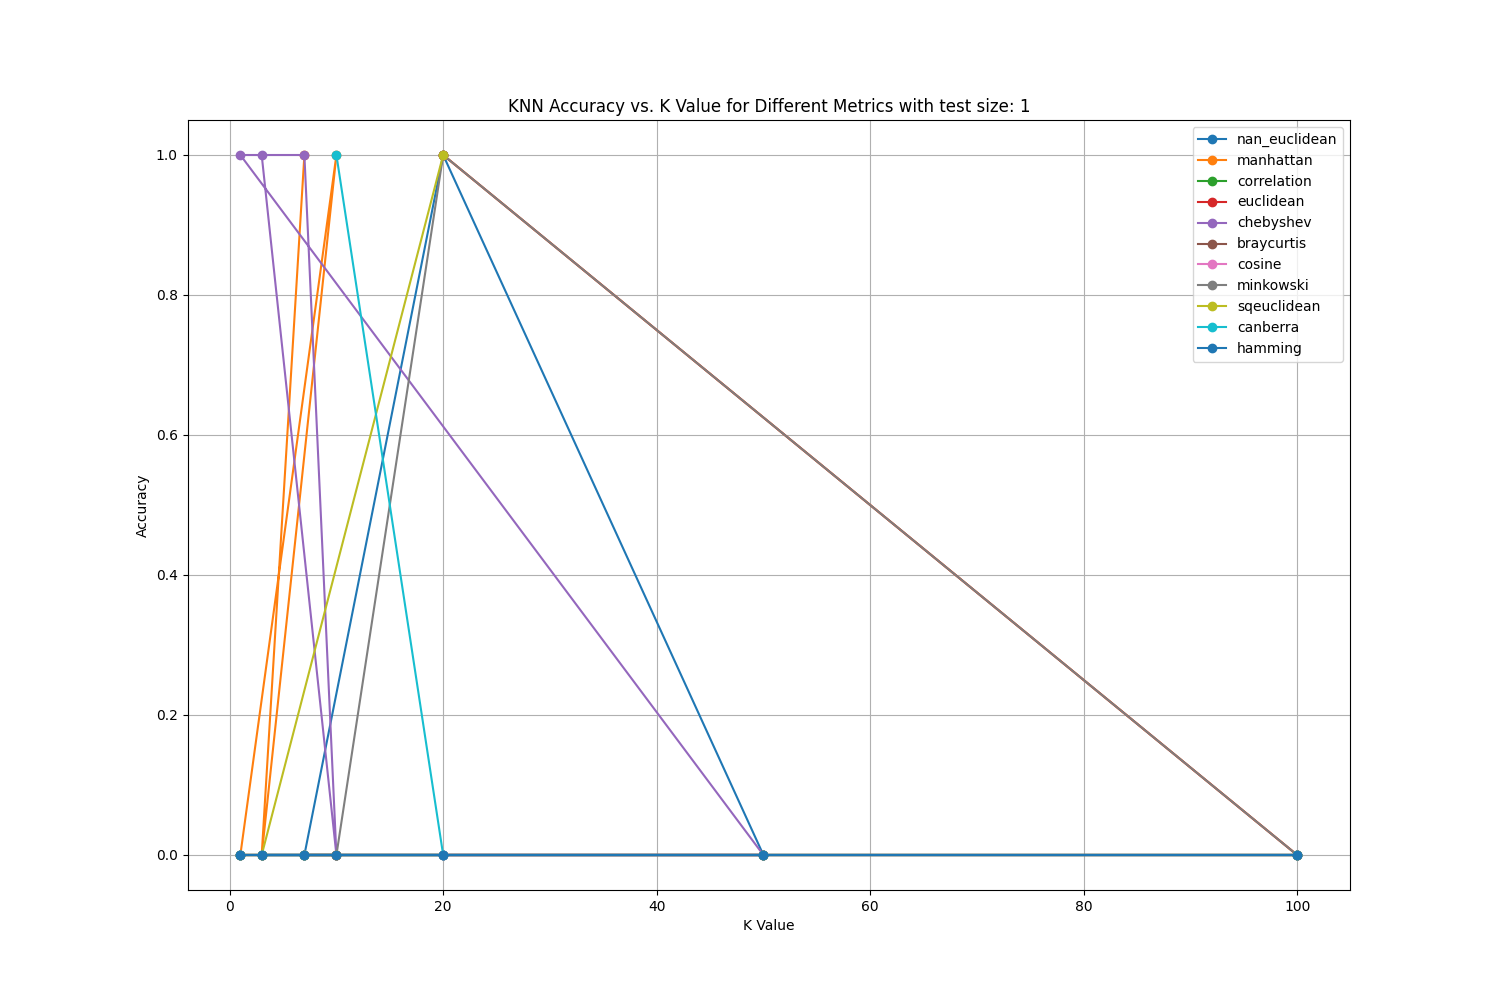 KNN Accuracy vs. K Value for Different Metrics with test size: 1
nan_euclidean
manhattan
correlation
euclidean
chebyshev
braycurtis
cosine
minkowski
sqeuclidean
canberra
hamming
1.0
0.8
0.6
0.4
0.2
0.0
Accuracy
0 20 40 60 80 100
K Value